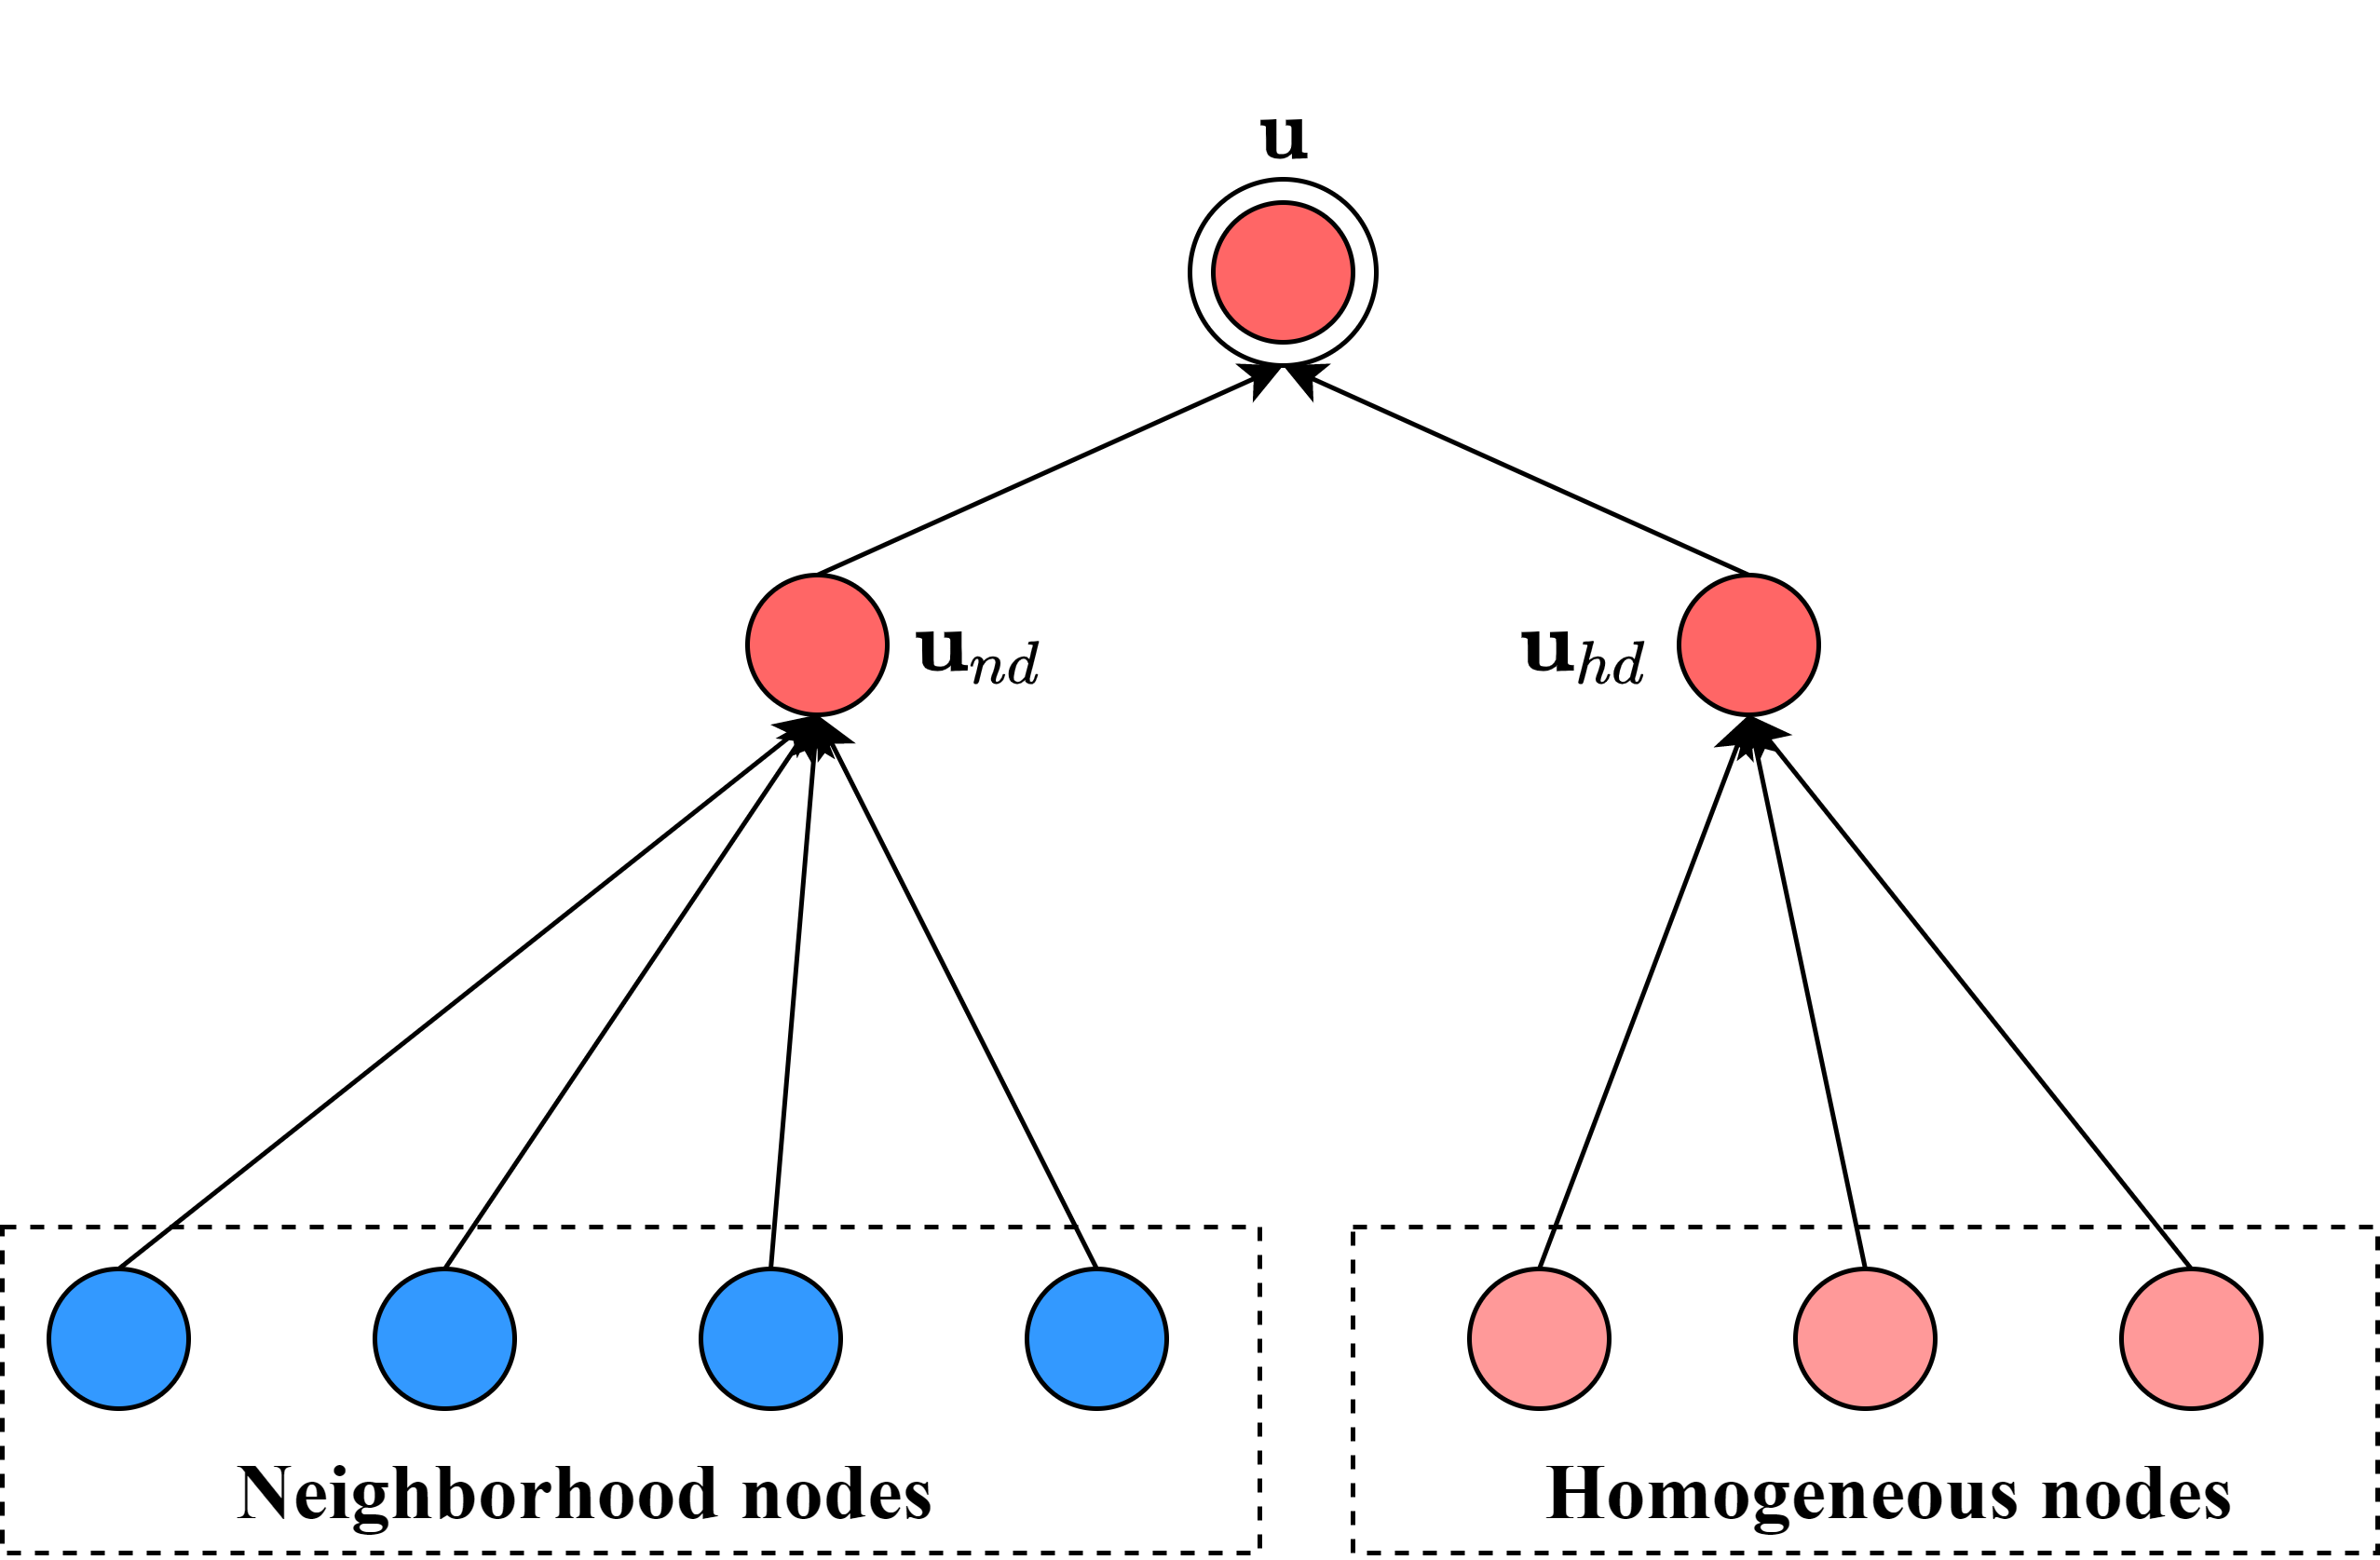 u
u_nd
u_hd
Neighborhood nodes
Homogeneous nodes